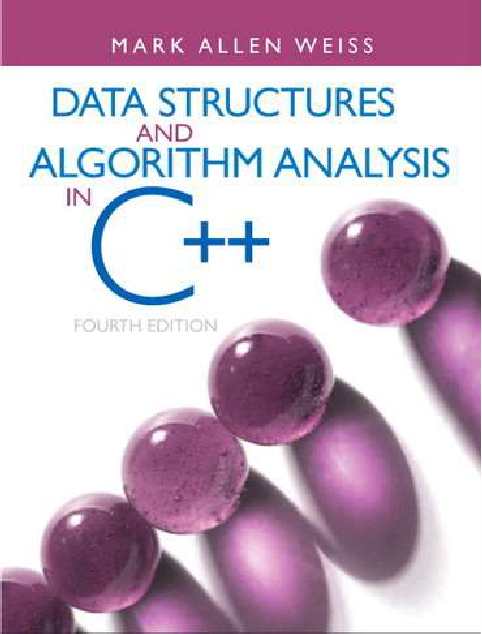 MARK ALLEN WEISS
DATA STRUCTURES
AND
ALGORITHM ANALYSIS
IN
C++
FOURTH EDITION